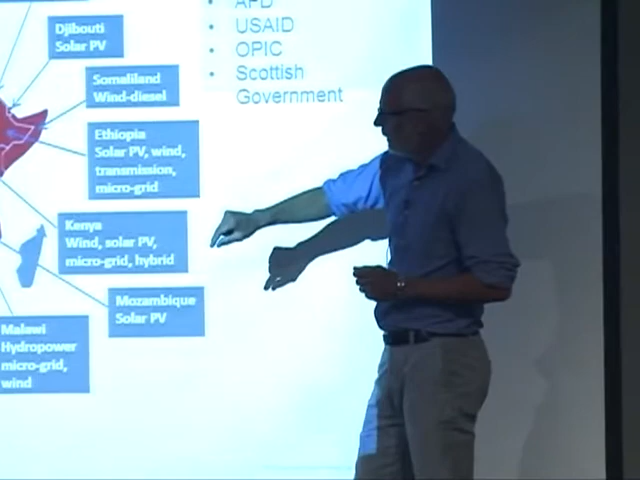 Djibouti
Solar PV
Somaliland
Wind-diesel
Ethiopia
Solar PV, wind,
transmission,
micro-grid
Kenya
Wind, solar PV,
micro-grid, hybrid
Mozambique
Solar PV
Malawi
Hydropower
micro-grid,
wind
• AFD
• USAID
• OPIC
• Scottish
Government